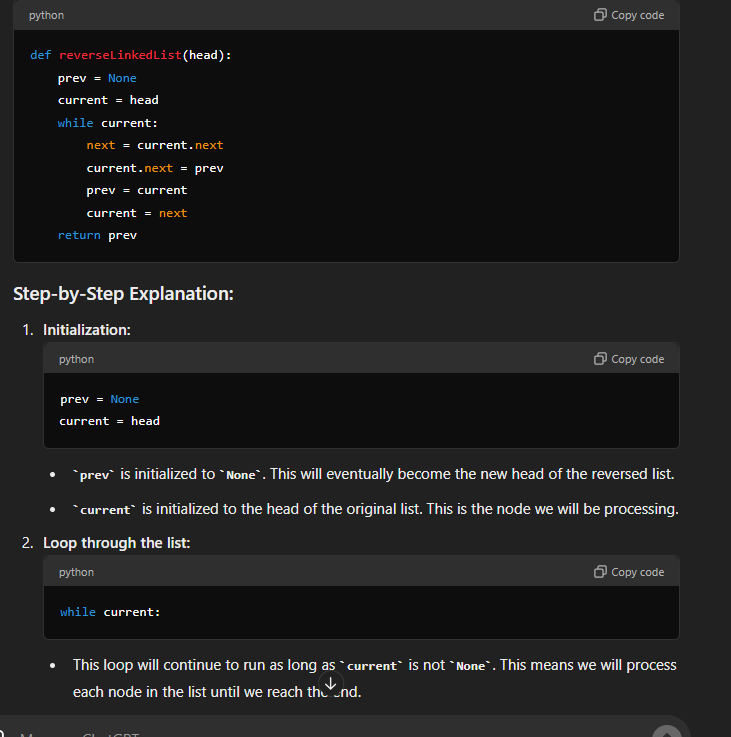 python Copy code
def reverseLinkedList(head):
    prev = None
    current = head
    while current:
        next = current.next
        current.next = prev
        prev = current
        current = next
    return prev
Step-by-Step Explanation:
1. Initialization:
python Copy code
prev = None
current = head
• `prev` is initialized to `None`. This will eventually become the new head of the reversed list.
• `current` is initialized to the head of the original list. This is the node we will be processing.
2. Loop through the list:
python Copy code
while current:
• This loop will continue to run as long as `current` is not `None`. This means we will process
each node in the list until we reach the end.